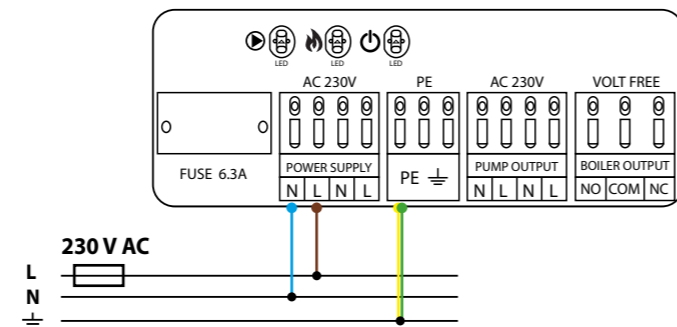 LED LED LED
AC 230V PE AC 230V VOLT FREE
FUSE 6.3A
POWER SUPPLY PE PUMP OUTPUT BOILER OUTPUT
N L N L N L N L NO COM NC
230 V AC
L
N